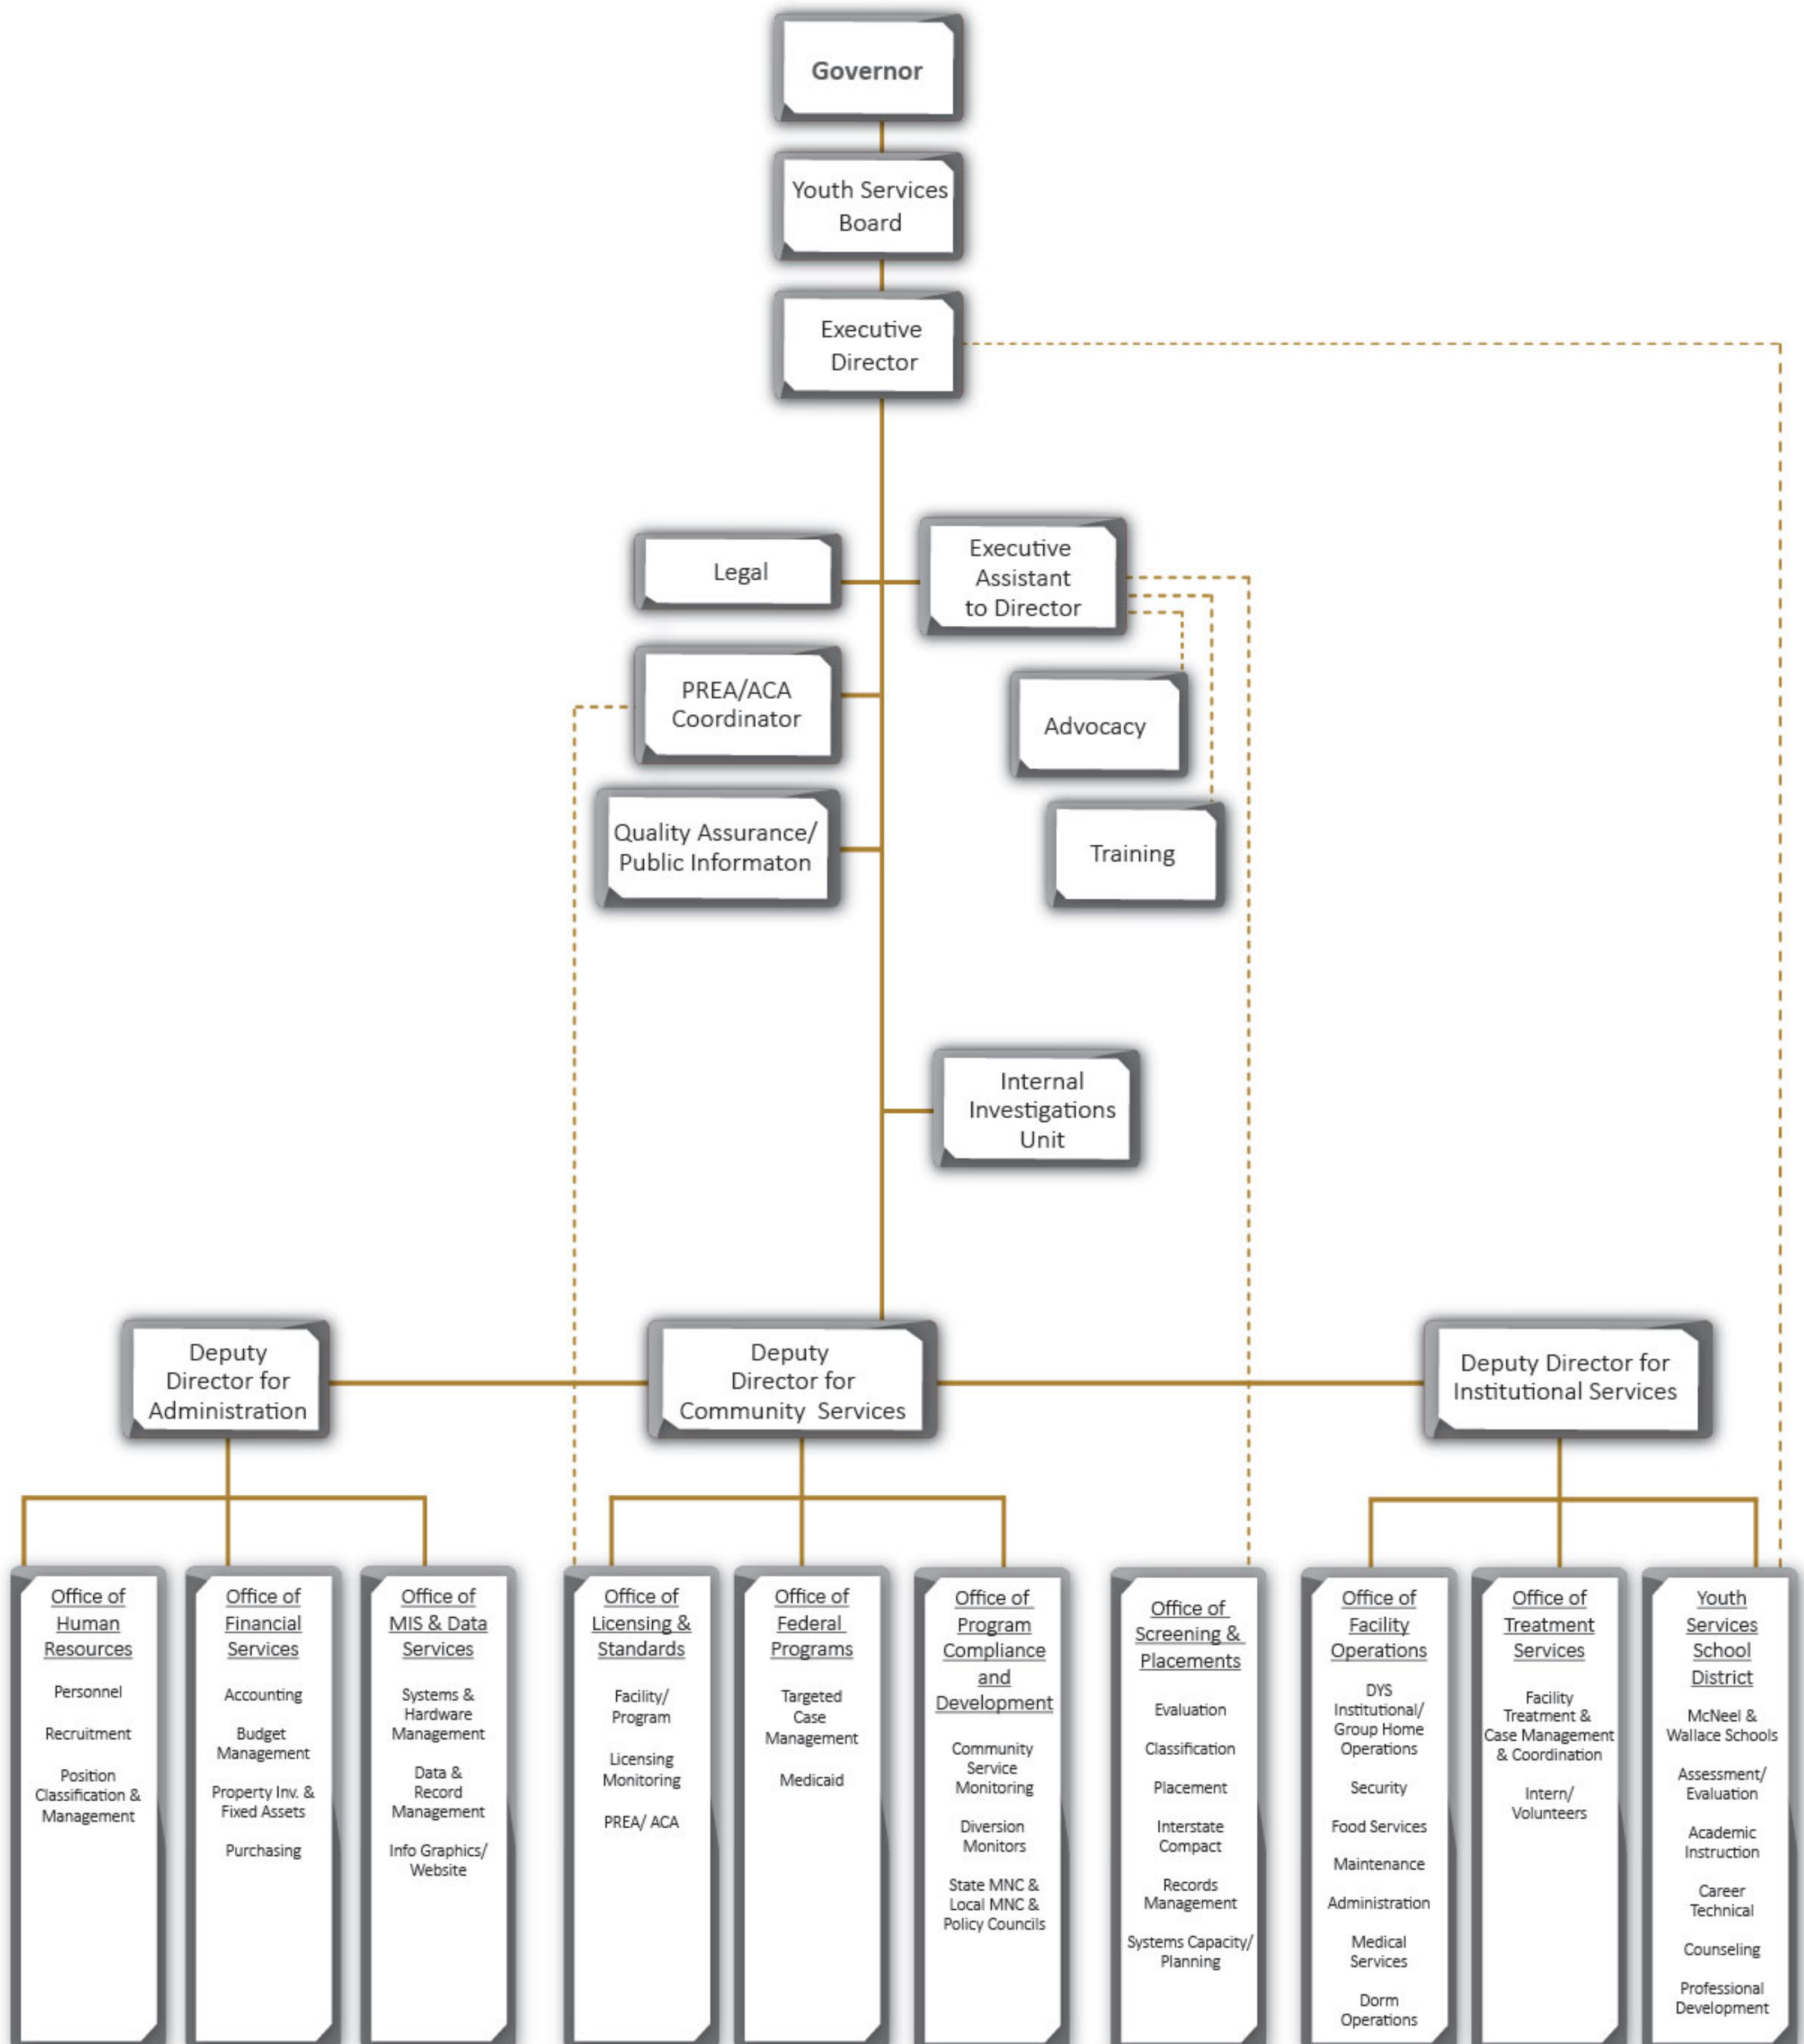 Governor
Youth Services
Board
Executive
Director
Legal
Executive
Assistant
to Director
PREA/ACA
Coordinator
Advocacy
Quality Assurance/
Public Informaton
Training
Internal
Investigations
Unit
Deputy
Director for
Administration
Deputy
Director for
Community Services
Deputy Director for
Institutional Services
Office of
Human
Resources
Personnel
Recruitment
Position
Classification &
Management
Office of
Financial
Services
Accounting
Budget
Management
Property Inv. &
Fixed Assets
Purchasing
Office of
MIS & Data
Services
Systems &
Hardware
Management
Data &
Record
Management
Info Graphics/
Website
Office of
Licensing &
Standards
Facility/
Program
Licensing
Monitoring
PREA/ ACA
Office of
Federal
Programs
Targeted
Case
Management
Medicaid
Office of
Program
Compliance
and
Development
Community
Service
Monitoring
Diversion
Monitors
State MNC &
Local MNC &
Policy Councils
Office of
Screening &
Placements
Evaluation
Classification
Placement
Interstate
Compact
Records
Management
Systems Capacity/
Planning
Office of
Facility
Operations
DYS
Institutional/
Group Home
Operations
Security
Food Services
Maintenance
Administration
Medical
Services
Dorm
Operations
Office of
Treatment
Services
Facility
Treatment &
Case Management
& Coordination
Intern/
Volunteers
Youth
Services
School
District
McNeel &
Wallace Schools
Assessment/
Evaluation
Academic
Instruction
Career
Technical
Counseling
Professional
Development